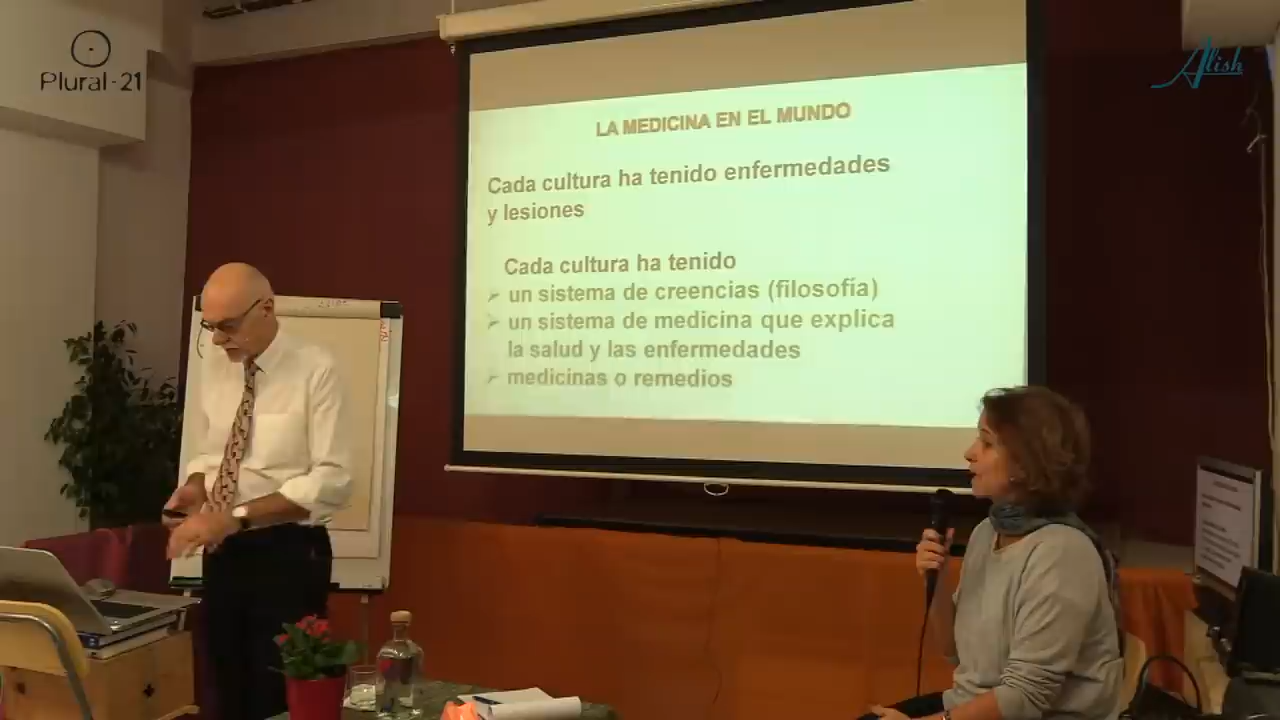 Plural-21
Alish
LA MEDICINA EN EL MUNDO
Cada cultura ha tenido enfermedades
y lesiones
Cada cultura ha tenido
➢ un sistema de creencias (filosofía)
➢ un sistema de medicina que explica
la salud y las enfermedades
➢ medicinas o remedios